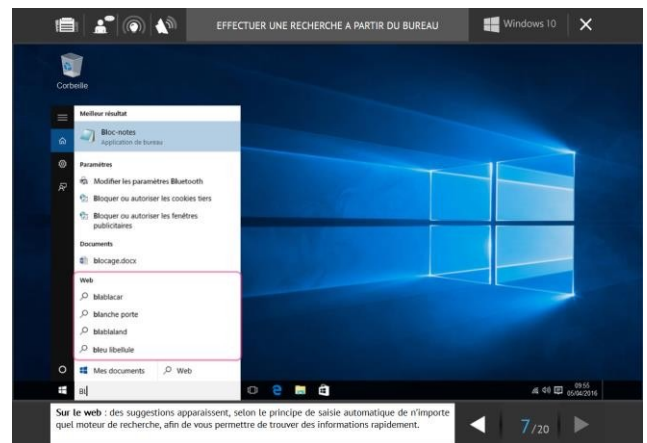 EFFECTUER UNE RECHERCHE A PARTIR DU BUREAU
Windows 10
Corbeille
Meilleur résultat
Bloc-notes
Application de bureau
Paramètres
Modifier les paramètres Bluetooth
Bloquer ou autoriser les cookies tiers
Bloquer ou autoriser les fenêtres
publicitaires
Documents
blocage.docx
Web
blablacar
blanche porte
blablaland
bleu libellule
Mes documents
Web
Bl
09:55
05/04/2016
Sur le web : des suggestions apparaissent, selon le principe de saisie automatique de n'importe
quel moteur de recherche, afin de vous permettre de trouver des informations rapidement.
7/20